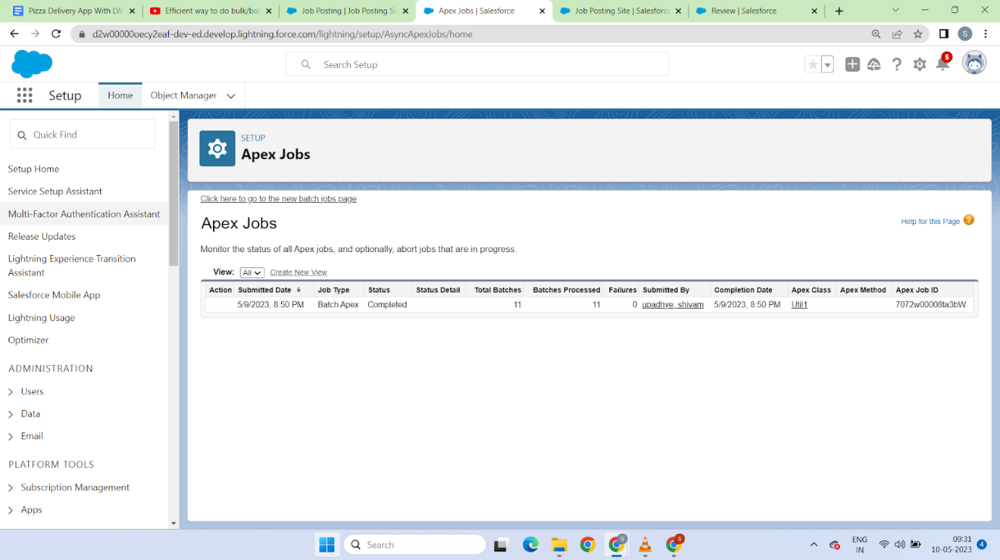 Pizza Delivery App With LW
Efficient way to do bulk/bat
Job Posting | Job Posting Si
Apex Jobs | Salesforce
Job Posting Site | Salesforce
Review | Salesforce
d2w00000oecy2eaf-dev-ed.develop.lightning.force.com/lightning/setup/AsyncApexJobs/home
S
Search Setup
5
Setup
Home
Object Manager
Quick Find
Setup Home
Service Setup Assistant
Multi-Factor Authentication Assistant
Release Updates
Lightning Experience Transition
Assistant
Salesforce Mobile App
Lightning Usage
Optimizer
ADMINISTRATION
Users
Data
Email
PLATFORM TOOLS
Subscription Management
Apps
SETUP
Apex Jobs
Click here to go to the new batch jobs page
Apex Jobs
Help for this Page ?
Monitor the status of all Apex jobs, and optionally, abort jobs that are in progress.
View: All Create New View
Action Submitted Date Job Type Status Status Detail Total Batches Batches Processed Failures Submitted By Completion Date Apex Class Apex Method Apex Job ID
5/9/2023, 8:50 PM Batch Apex Completed 11 11 0 upadhye, shivam 5/9/2023, 8:50 PM Util1 7072w00008ta3bW
Search
S
S
ENG
IN
09:31
10-05-2023
4